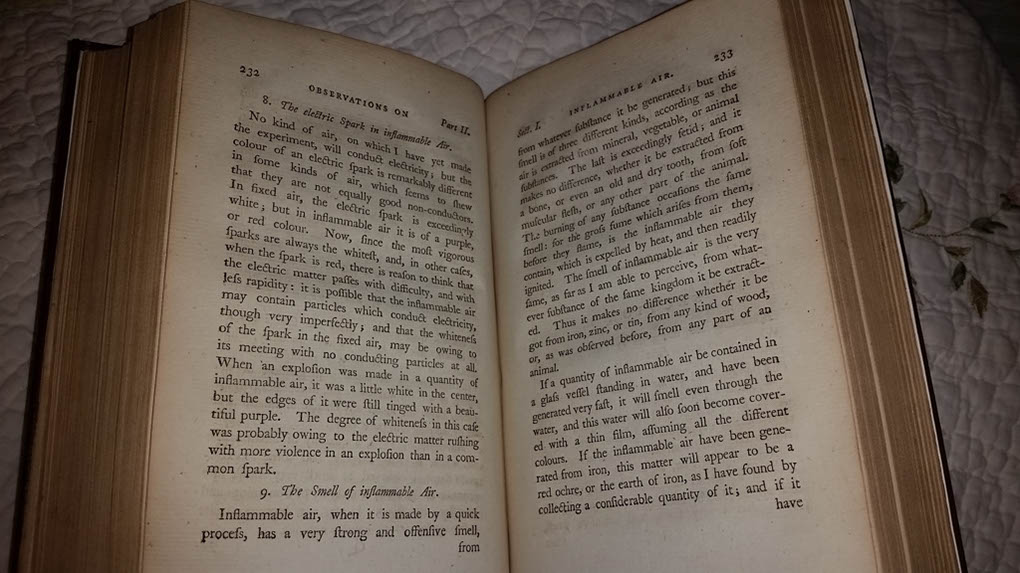 232
OBSERVATIONS ON Part II.
8. The electric Spark in inflammable Air.
No kind of air, on which I have yet made
the experiment, will conduct electricity; but the
colour of an electric ſpark is remarkably different
in ſome kinds of air, which ſeems to ſhew
that they are not equally good non-conductors.
In fixed air, the electric ſpark is exceedingly
white; but in inflammable air it is of a purple,
or red colour. Now, ſince the moſt vigorous
ſparks are always the whiteſt, and, in other caſes,
when the ſpark is red, there is reaſon to think that
the electric matter paſſes with difficulty, and with
leſs rapidity: it is poſſible that the inflammable air
may contain particles which conduct electricity,
though very imperfectly; and that the whiteneſs
of the ſpark in the fixed air, may be owing to
its meeting with no conducting particles at all.
When an exploſion was made in a quantity of
inflammable air, it was a little white in the center,
but the edges of it were ſtill tinged with a beau-
tiful purple. The degree of whiteneſs in this caſe
was probably owing to the electric matter ruſhing
with more violence in an exploſion than in a com-
mon ſpark.
9. The Smell of inflammable Air.
Inflammable air, when it is made by a quick
proceſs, has a very ſtrong and offenſive ſmell,
from
233
Sect. I. INFLAMMABLE AIR.
from whatever ſubſtance it be generated; but this
ſmell is of three different kinds, according as the
air is extracted from mineral, vegetable, or animal
ſubſtances. The laſt is exceedingly fetid; and it
makes no difference, whether it be extracted from
a bone, or even an old and dry tooth, from ſoft
muſcular fleſh, or any other part of the animal.
The burning of any ſubſtance occaſions the ſame
ſmell: for the groſs fume which ariſes from them,
before they flame, is the inflammable air they
contain, which is expelled by heat, and then readily
ignited. The ſmell of inflammable air is the very
ſame, as far as I am able to perceive, from what-
ever ſubſtance of the ſame kingdom it be extract-
ed. Thus it makes no difference whether it be
got from iron, zinc, or tin, from any kind of wood,
or, as was obſerved before, from any part of an
animal.
If a quantity of inflammable air be contained in
a glaſs veſſel ſtanding in water, and have been
generated very faſt, it will ſmell even through the
water, and this water will alſo ſoon become cover-
ed with a thin film, aſſuming all the different
colours. If the inflammable air have been gene-
rated from iron, this matter will appear to be a
red ochre, or the earth of iron, as I have found by
collecting a conſiderable quantity of it; and if it
have